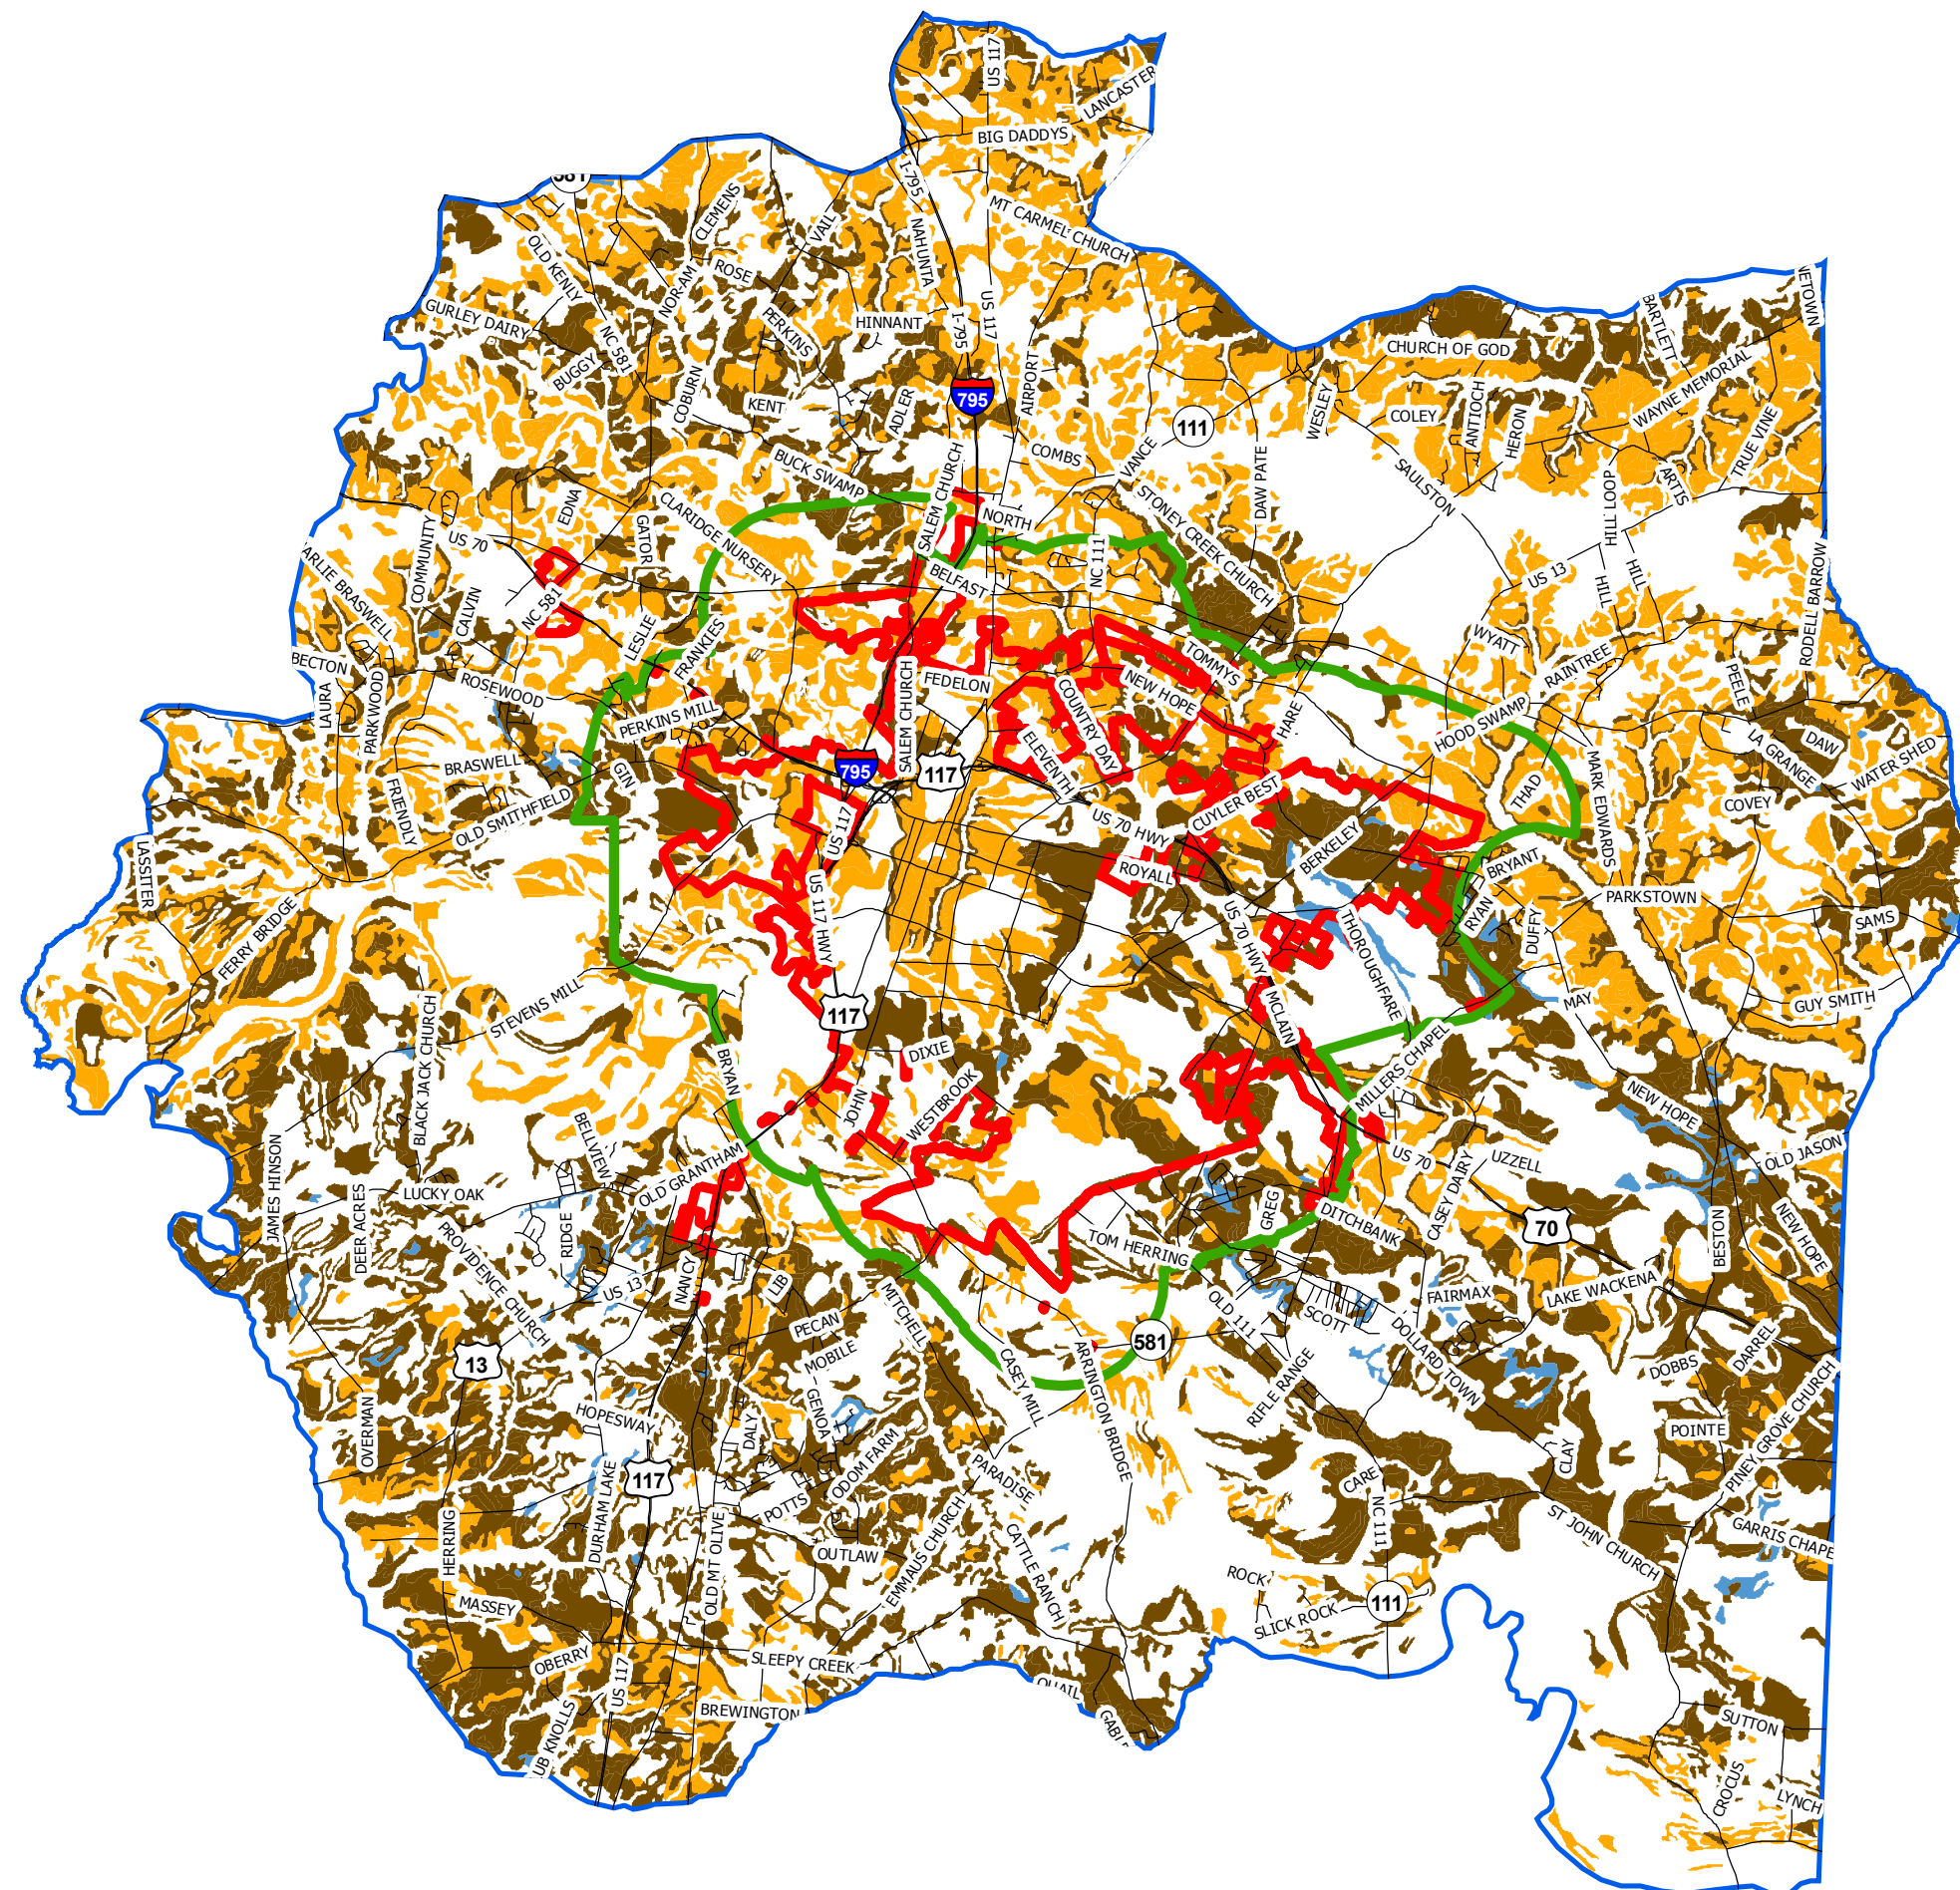 US 117
LANCASTER
BIG DADDYS
I-795
581
CLEMENS
VAIL
MT CARMEL CHURCH
NAHUNTA
OLD KENLY
NOR-AM
ROSE
GURLEY DAIRY
PERKINS
HINNANT
I-795
US 117
NC 581
BUGGY
COBURN
KENT
ADLER
795
AIRPORT
CHURCH OF GOD
BARTLETT
NETOWN
WAYNE MEMORIAL
WESLEY
COLEY
ANTIOCH
HERON
TRUE VINE
111
COMBS
VANCE
DAW PATE
SAULSTON
HILL LOOP
ARTIS
BUCK SWAMP
SALEM CHURCH
EDNA
CLARIDGE NURSERY
GATOR
NORTH
STONEY CREEK CHURCH
US 70
COMMUNITY
ARLIE BRASWELL
CALVIN
NC 581
BELFAST
NC 111
US 13
HILL
HILL
RODELL BARROW
LESLIE
FRANKIES
TOMMYS
WYATT
RAINTREE
BECTON
LAURA
PARKWOOD
ROSEWOOD
SALEM CHURCH
FEDELON
COUNTRY DAY
NEW HOPE
HARE
HOOD SWAMP
PEELE
PERKINS MILL
ELEVENTH
LA GRANGE
DAW
WATER SHED
BRASWELL
GIN
795
117
MARK EDWARDS
THAD
COVEY
FRIENDLY
OLD SMITHFIELD
US 117
US 70 HWY
CUYLER BEST
BERKELEY
LASSITER
ROYALL
BRYANT
FERRY BRIDGE
US 117 HWY
US 70 HWY
THOROUGHFARE
RYAN
DUFFY
PARKSTOWN
SAMS
STEVENS MILL
117
MCLAIN
MAY
GUY SMITH
BLACK JACK CHURCH
BRYAN
DIXIE
JOHN
WESTBROOK
MILLERS CHAPEL
NEW HOPE
JAMES HINSON
BELLVIEW
OLD GRANTHAM
US 70
UZZELL
CASEY DAIRY
OLD JASON
LUCKY OAK
DEER ACRES
RIDGE
PROVIDENCE CHURCH
GREG
DITCHBANK
70
BESTON
NEW HOPE
TOM HERRING
US 13
NANCY
LIB
MITCHELL
PECAN
OLD 111
SCOTT
FAIRMAX
LAKE WACKENA
581
13
MOBILE
CASEY MILL
ARRINGTON BRIDGE
DOLLARD TOWN
DARREL
DOBBS
RIFLE RANGE
OVERMAN
HOPESWAY
GENOA
DALY
POINTE
PINEY GROVE CHURCH
117
ODOM FARM
PARADISE
CARE
CLAY
DURHAM LAKE
POTTS
NC 111
ST JOHN CHURCH
GARRIS CHAPE
HERRING
OLD MT OLIVE
OUTLAW
EMMAUS CHURCH
CATTLE RANCH
ROCK
SLICK ROCK
111
MASSEY
OBERRY
US 117
SLEEPY CREEK
QUAIL
BREWINGTON
UB KNOLLS
SUTTON
CROCUS
LYNCH